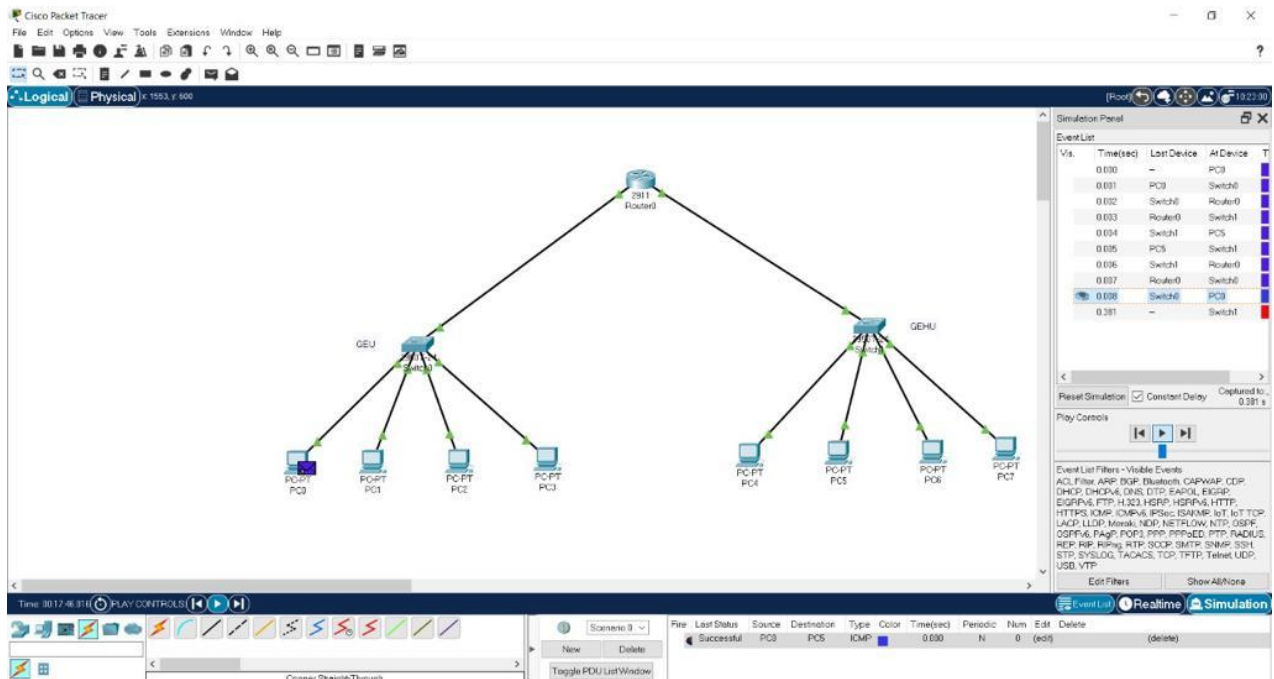 Cisco Packet Tracer
File Edit Options View Tools Extensions Window Help
?
Logical Physical x: 1553, y: 600
[Root] 10:23:00
Simulation Panel
Event List
Vis. Time(sec) Last Device At Device T
0.000 -- PC0
0.001 PC0 Switch0
0.002 Switch0 Router0
0.003 Router0 Switch1
0.004 Switch1 PC5
0.005 PC5 Switch1
0.006 Switch1 Router0
0.007 Router0 Switch0
0.008 Switch0 PC0
0.381 -- Switch1
Reset Simulation Constant Delay Captured to:
0.381 s
Play Controls
Event List Filters - Visible Events
ACL Filter, ARP, BGP, Bluetooth, CAPWAP, CDP,
DHCP, DHCPv6, DNS, DTP, EAPOL, EIGRP,
EIGRPv6, FTP, H.323, HSRP, HSRPv6, HTTP,
HTTPS, ICMP, ICMPv6, IPSec, ISAKMP, IoT, IoT TCP,
LACP, LLDP, Meraki, NDP, NETFLOW, NTP, OSPF,
OSPFv6, PAgP, POP3, PPP, PPPoED, PTP, RADIUS,
REP, RIP, RIPng, RTP, SCCP, SMTP, SNMP, SSH,
STP, SYSLOG, TACACS, TCP, TFTP, Telnet, UDP,
USB, VTP
Edit Filters Show All/None
2911
Router0
GEU
Switch0
GEHU
PC-PT
PC0
PC-PT
PC1
PC-PT
PC2
PC-PT
PC3
PC-PT
PC4
PC-PT
PC5
PC-PT
PC6
PC-PT
PC7
Time: 00:17:46.816 PLAY CONTROLS:
Event List Realtime Simulation
Scenario 0
New Delete
Toggle PDU List Window
Fire Last Status Source Destination Type Color Time(sec) Periodic Num Edit Delete
Successful PC0 PC5 ICMP 0.000 N 0 (edit) (delete)
Copper Straight-Through